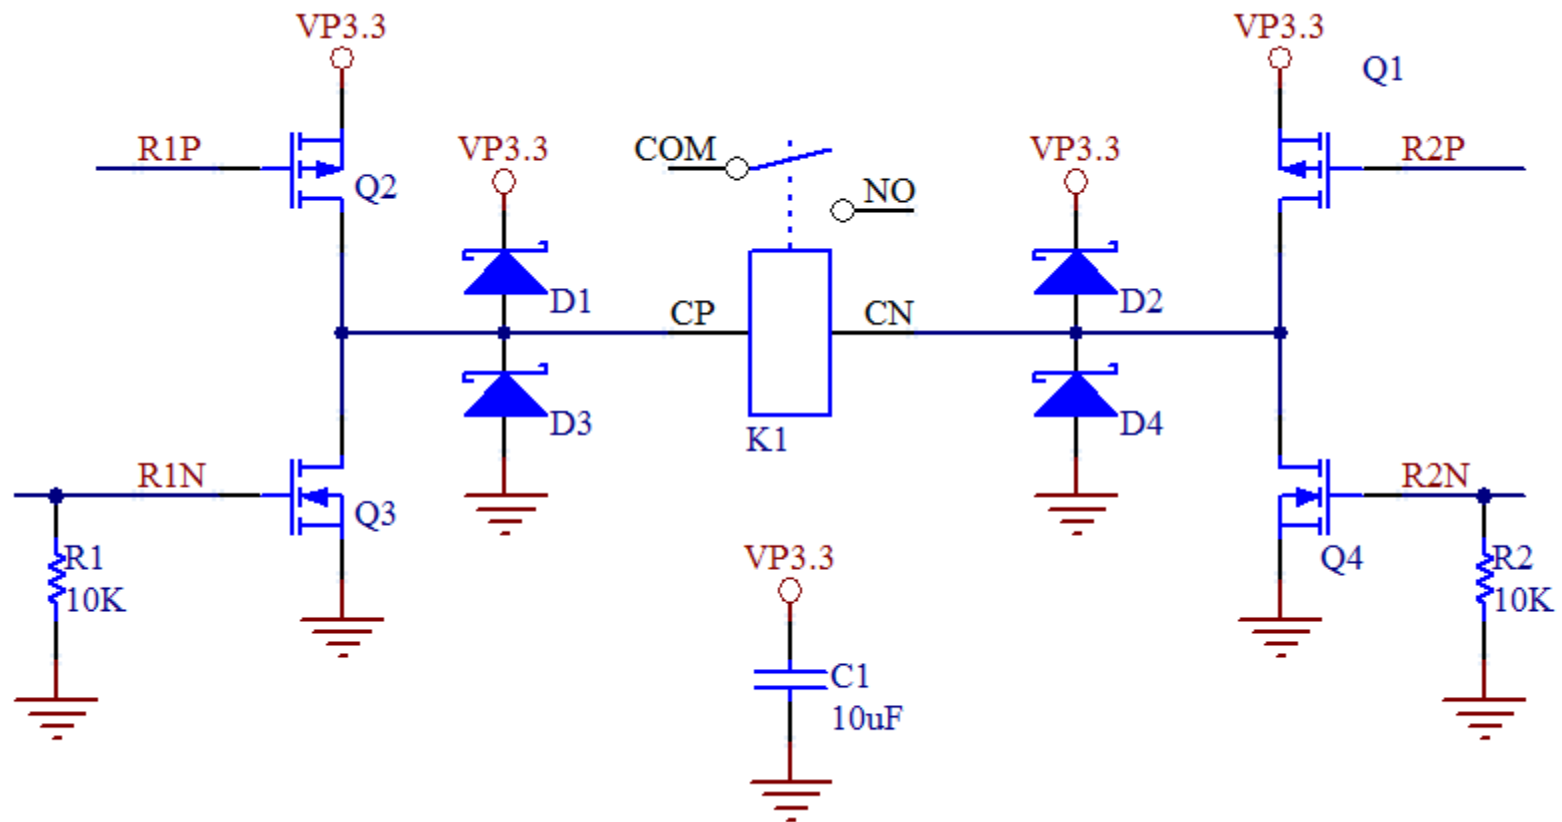 VP3.3
VP3.3
Q1
R1P
Q2
VP3.3
COM
NO
VP3.3
R2P
D1
CP
CN
D2
D3
K1
D4
R1N
Q3
R2N
Q4
R1
10K
VP3.3
R2
10K
C1
10uF